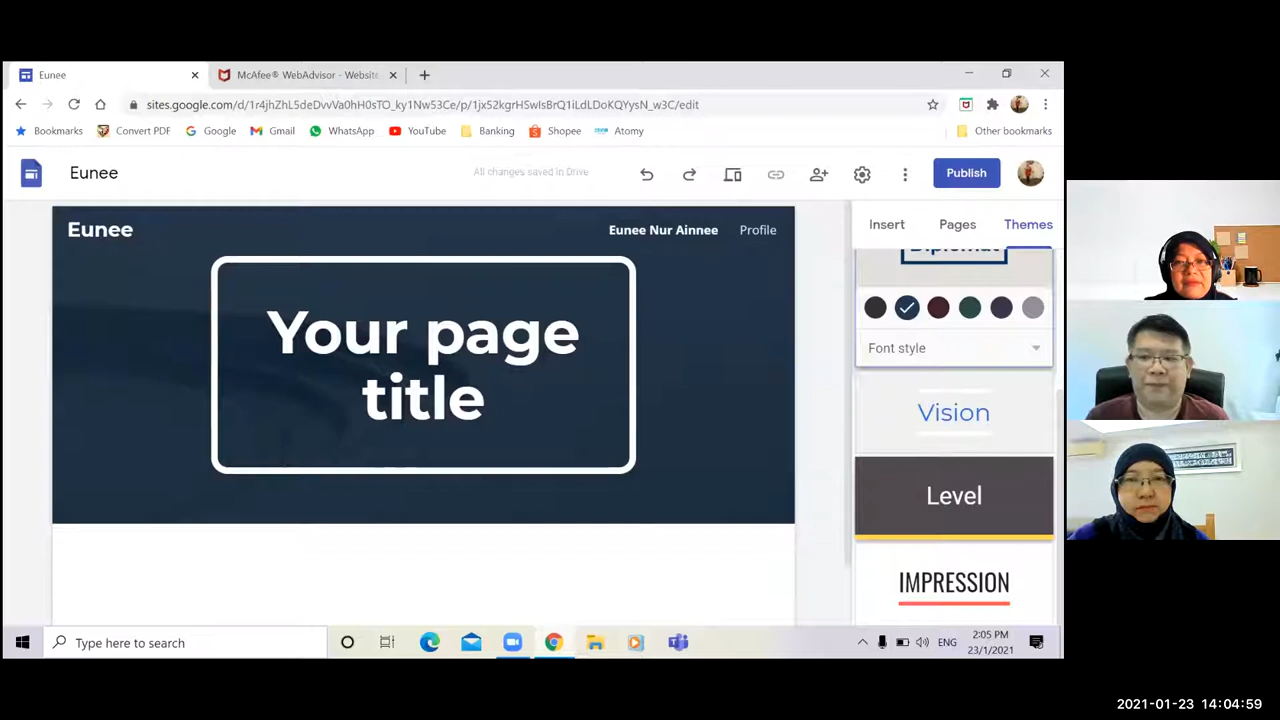 Eunee
McAfee® WebAdvisor - Website
sites.google.com/d/1r4jhZhL5deDvvVa0hH0sTO_ky1Nw53Ce/p/1jx52kgrHSwIsBrQ1iLdLDoKQYysN_w3C/edit
Bookmarks Convert PDF Google Gmail WhatsApp YouTube Banking Shopee Atomy Other bookmarks
Eunee All changes saved in Drive Publish
Insert Pages Themes
Eunee Eunee Nur Ainnee Profile
Diplomat
Your page
title
Font style
Vision
Level
IMPRESSION
Type here to search
ENG
2:05 PM
23/1/2021
2021-01-23 14:04:59